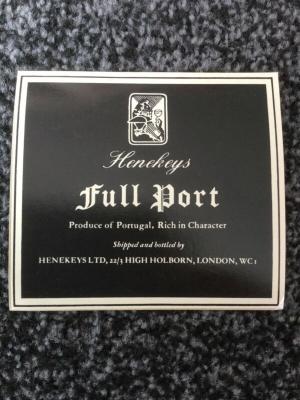 Henekeys
Full Port
Produce of Portugal, Rich in Character
Shipped and bottled by
HENEKEYS LTD, 22/3 HIGH HOLBORN, LONDON, WC1